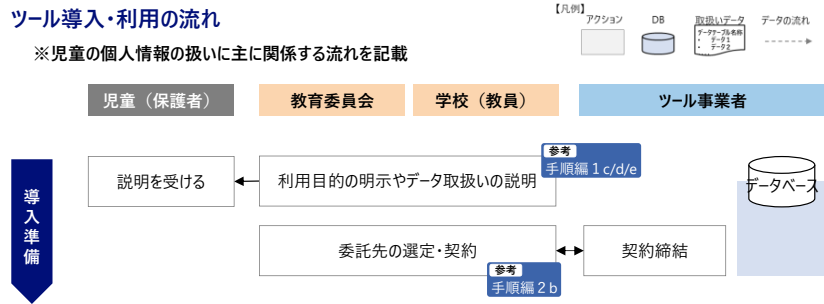 ツール導入・利用の流れ
※児童の個人情報の扱いに主に関係する流れを記載
【凡例】
アクション
DB
取扱いデータ
データの流れ
データテーブル名称
・ データ1
・ データ2
児童（保護者）
教育委員会
学校（教員）
ツール事業者
導入準備
説明を受ける
利用目的の明示やデータ取扱いの説明
参考
手順編１c/d/e
データベース
委託先の選定・契約
契約締結
参考
手順編２b